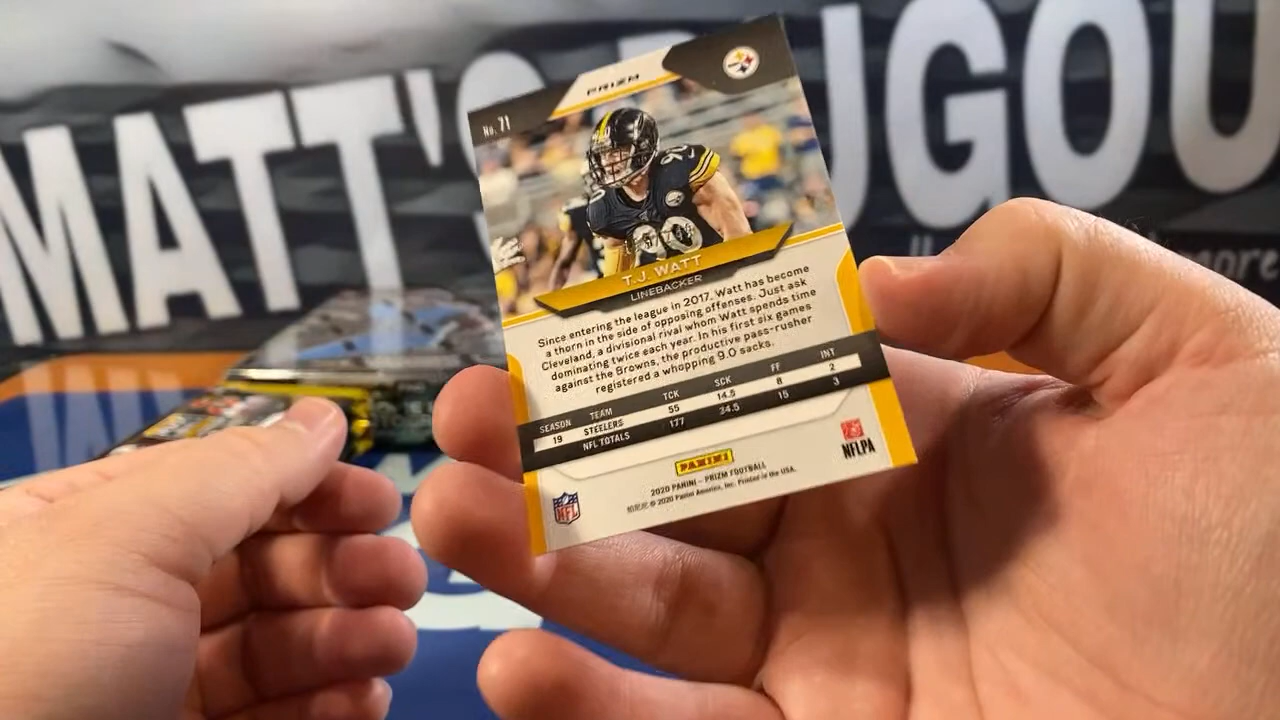 MATT'S DUGOU
more
PRIZM
No. 71
90
T.J. WATT
LINEBACKER
Since entering the league in 2017, Watt has become
a thorn in the side of opposing offenses. Just ask
Cleveland, a divisional rival whom Watt spends time
dominating twice each year. In his first six games
against the Browns, the productive pass-rusher
registered a whopping 9.0 sacks.
SEASON TEAM TCK SCK FF INT
19 STEELERS 55 14.5 8 2
NFL TOTALS 177 34.5 15 3
PANINI
2020 PANINI – PRIZM FOOTBALL
© 2020 Panini America, Inc. Printed in the USA.
NFL
NFLPA